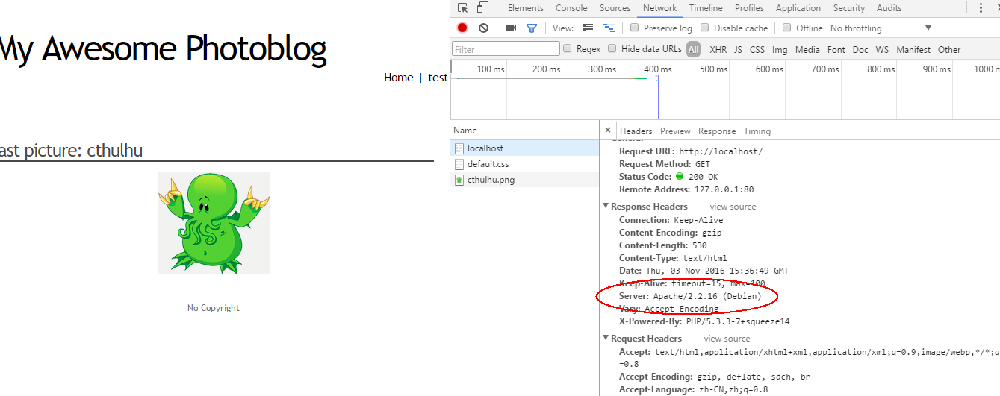 My Awesome Photoblog
Home | test
ast picture: cthulhu
No Copyright
Elements Console Sources Network Timeline Profiles Application Security Audits
View: Preserve log Disable cache Offline No throttling
Filter Regex Hide data URLs All XHR JS CSS Img Media Font Doc WS Manifest Other
100 ms 200 ms 300 ms 400 ms 500 ms 600 ms 700 ms 800 ms 900 ms 1000 m
Name
localhost
default.css
cthulhu.png
× Headers Preview Response Timing
Request URL: http://localhost/
Request Method: GET
Status Code: 200 OK
Remote Address: 127.0.0.1:80
Response Headers view source
Connection: Keep-Alive
Content-Encoding: gzip
Content-Length: 530
Content-Type: text/html
Date: Thu, 03 Nov 2016 15:36:49 GMT
Keep-Alive: timeout=15, max=100
Server: Apache/2.2.16 (Debian)
Vary: Accept-Encoding
X-Powered-By: PHP/5.3.3-7+squeeze14
Request Headers view source
Accept: text/html,application/xhtml+xml,application/xml;q=0.9,image/webp,*/*;q
=0.8
Accept-Encoding: gzip, deflate, sdch, br
Accept-Language: zh-CN,zh;q=0.8